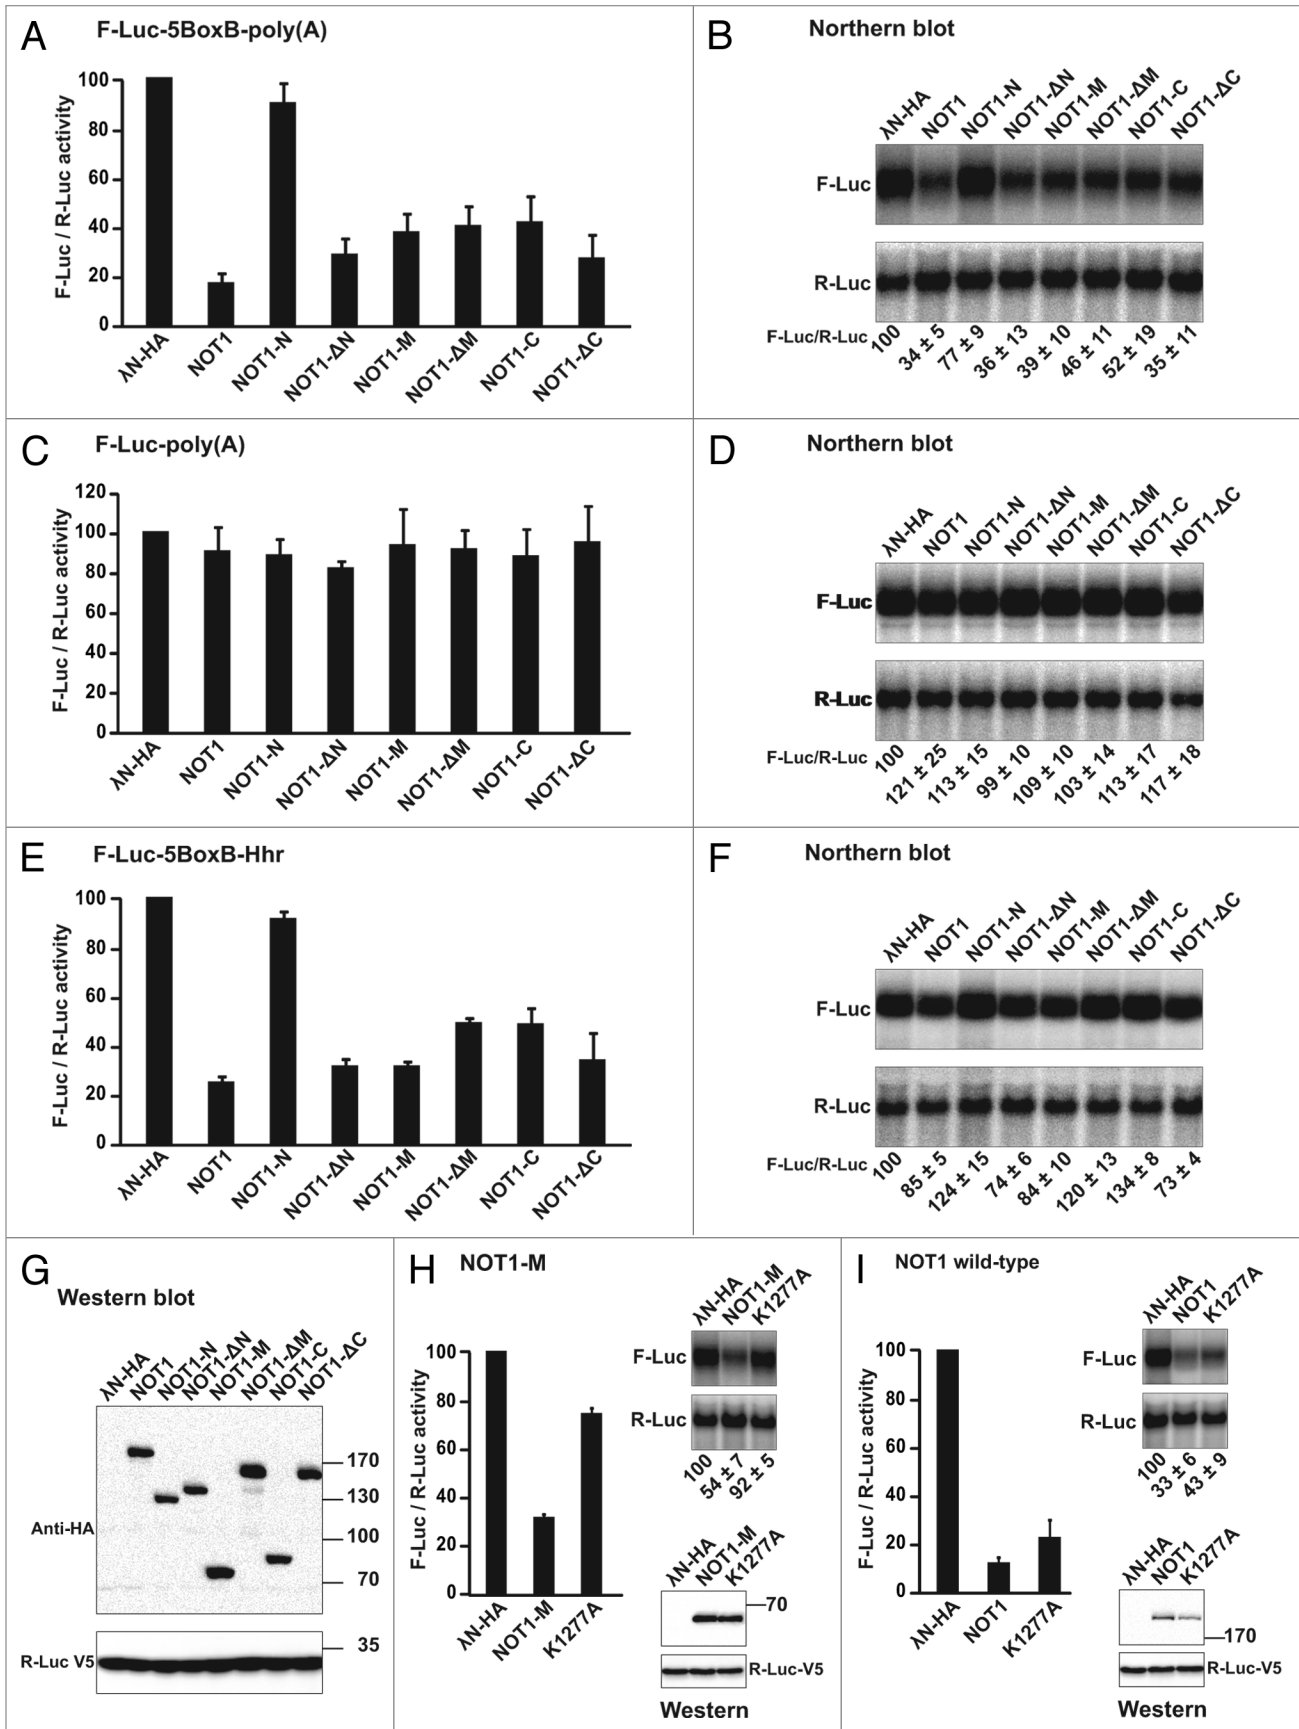 A
F-Luc-5BoxB-poly(A)
F-Luc / R-Luc activity
100
80
60
40
20
0
λN-HA
NOT1
NOT1-N
NOT1-ΔN
NOT1-M
NOT1-ΔM
NOT1-C
NOT1-ΔC
B
Northern blot
λN-HA
NOT1
NOT1-N
NOT1-ΔN
NOT1-M
NOT1-ΔM
NOT1-C
NOT1-ΔC
F-Luc
R-Luc
F-Luc/R-Luc
100
34 ± 5
77 ± 9
36 ± 13
39 ± 10
46 ± 11
52 ± 19
35 ± 11
C
F-Luc-poly(A)
F-Luc / R-Luc activity
120
100
80
60
40
20
0
λN-HA
NOT1
NOT1-N
NOT1-ΔN
NOT1-M
NOT1-ΔM
NOT1-C
NOT1-ΔC
D
Northern blot
λN-HA
NOT1
NOT1-N
NOT1-ΔN
NOT1-M
NOT1-ΔM
NOT1-C
NOT1-ΔC
F-Luc
R-Luc
F-Luc/R-Luc
100
121 ± 25
113 ± 15
99 ± 10
109 ± 10
103 ± 14
113 ± 17
117 ± 18
E
F-Luc-5BoxB-Hhr
F-Luc / R-Luc activity
100
80
60
40
20
0
λN-HA
NOT1
NOT1-N
NOT1-ΔN
NOT1-M
NOT1-ΔM
NOT1-C
NOT1-ΔC
F
Northern blot
λN-HA
NOT1
NOT1-N
NOT1-ΔN
NOT1-M
NOT1-ΔM
NOT1-C
NOT1-ΔC
F-Luc
R-Luc
F-Luc/R-Luc
100
85 ± 5
124 ± 15
74 ± 6
84 ± 10
120 ± 13
134 ± 8
73 ± 4
G
Western blot
λN-HA
NOT1
NOT1-N
NOT1-ΔN
NOT1-M
NOT1-ΔM
NOT1-C
NOT1-ΔC
170
130
100
70
35
Anti-HA
R-Luc V5
H
NOT1-M
F-Luc / R-Luc activity
100
80
60
40
20
0
λN-HA
NOT1-M
K1277A
λN-HA
NOT1-M
K1277A
F-Luc
R-Luc
100
54 ± 7
92 ± 5
λN-HA
NOT1-M
K1277A
70
R-Luc-V5
Western
I
NOT1 wild-type
F-Luc / R-Luc activity
100
80
60
40
20
0
λN-HA
NOT1
K1277A
λN-HA
NOT1
K1277A
F-Luc
R-Luc
100
33 ± 6
43 ± 9
λN-HA
NOT1
K1277A
170
R-Luc-V5
Western